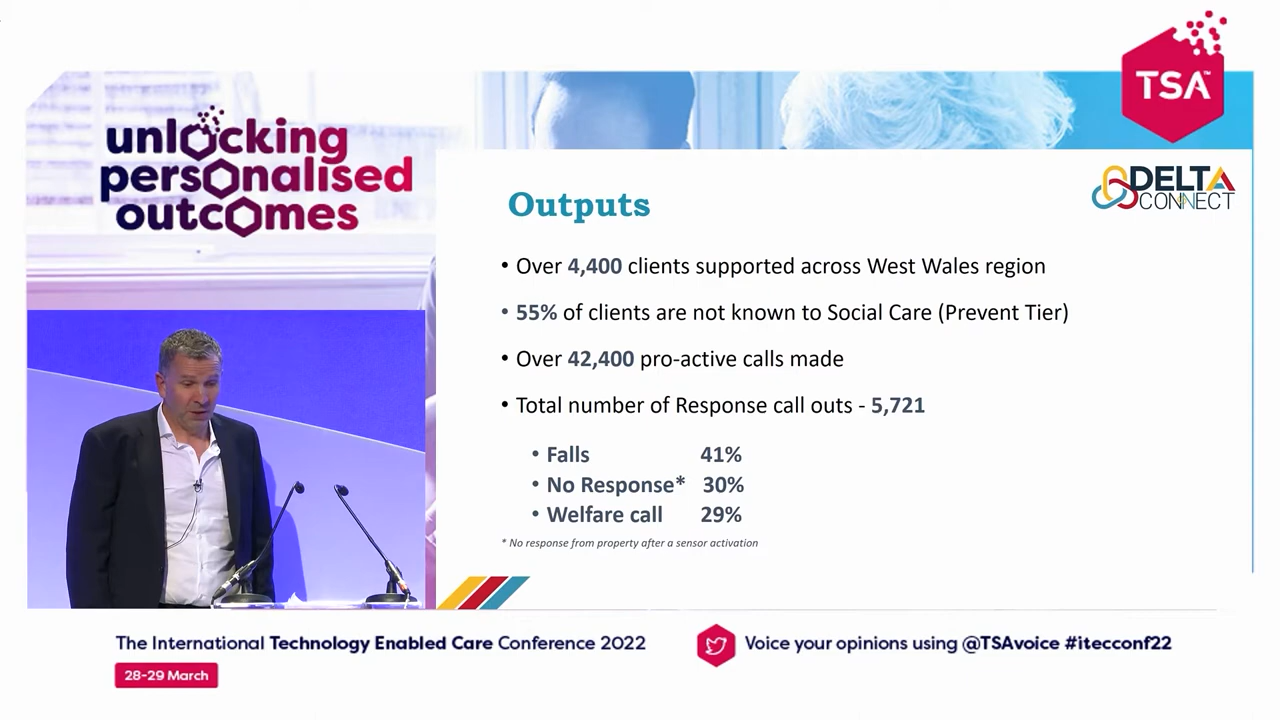 TSA™
unlocking
personalised
outcomes
DELTA
CONNECT
Outputs
• Over 4,400 clients supported across West Wales region
• 55% of clients are not known to Social Care (Prevent Tier)
• Over 42,400 pro-active calls made
• Total number of Response call outs - 5,721
• Falls 41%
• No Response* 30%
• Welfare call 29%
* No response from property after a sensor activation
The International Technology Enabled Care Conference 2022
28-29 March
Voice your opinions using @TSAvoice #itecconf22